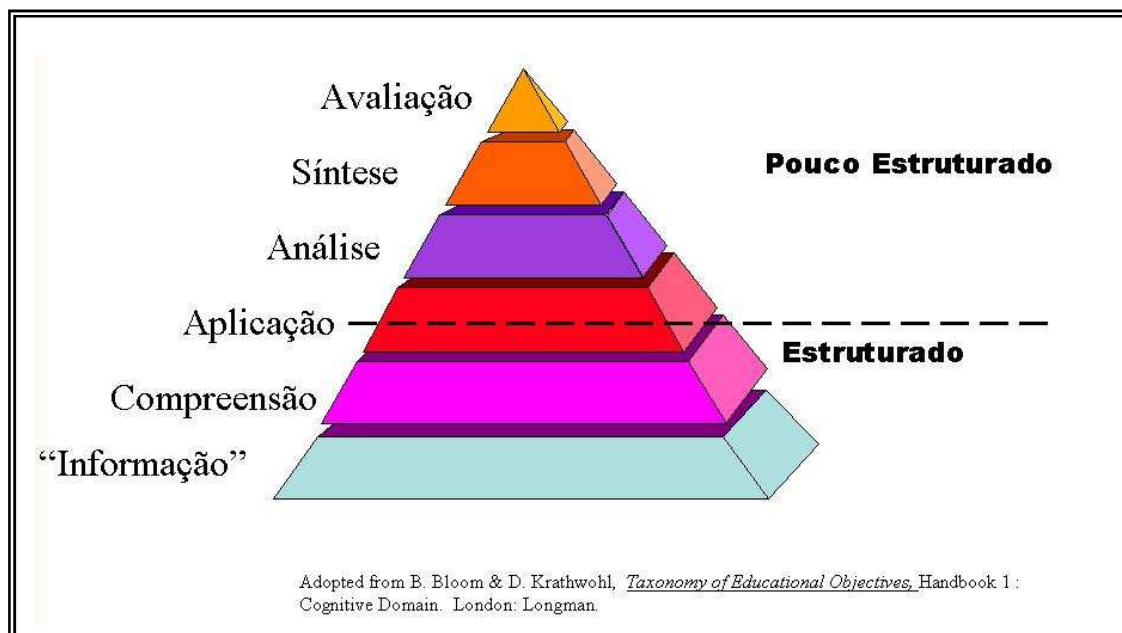 Avaliação
Síntese
Pouco Estruturado
Análise
Aplicação
Estruturado
Compreensão
“Informação”
Adopted from B. Bloom & D. Krathwohl, Taxonomy of Educational Objectives, Handbook 1 :
Cognitive Domain. London: Longman.